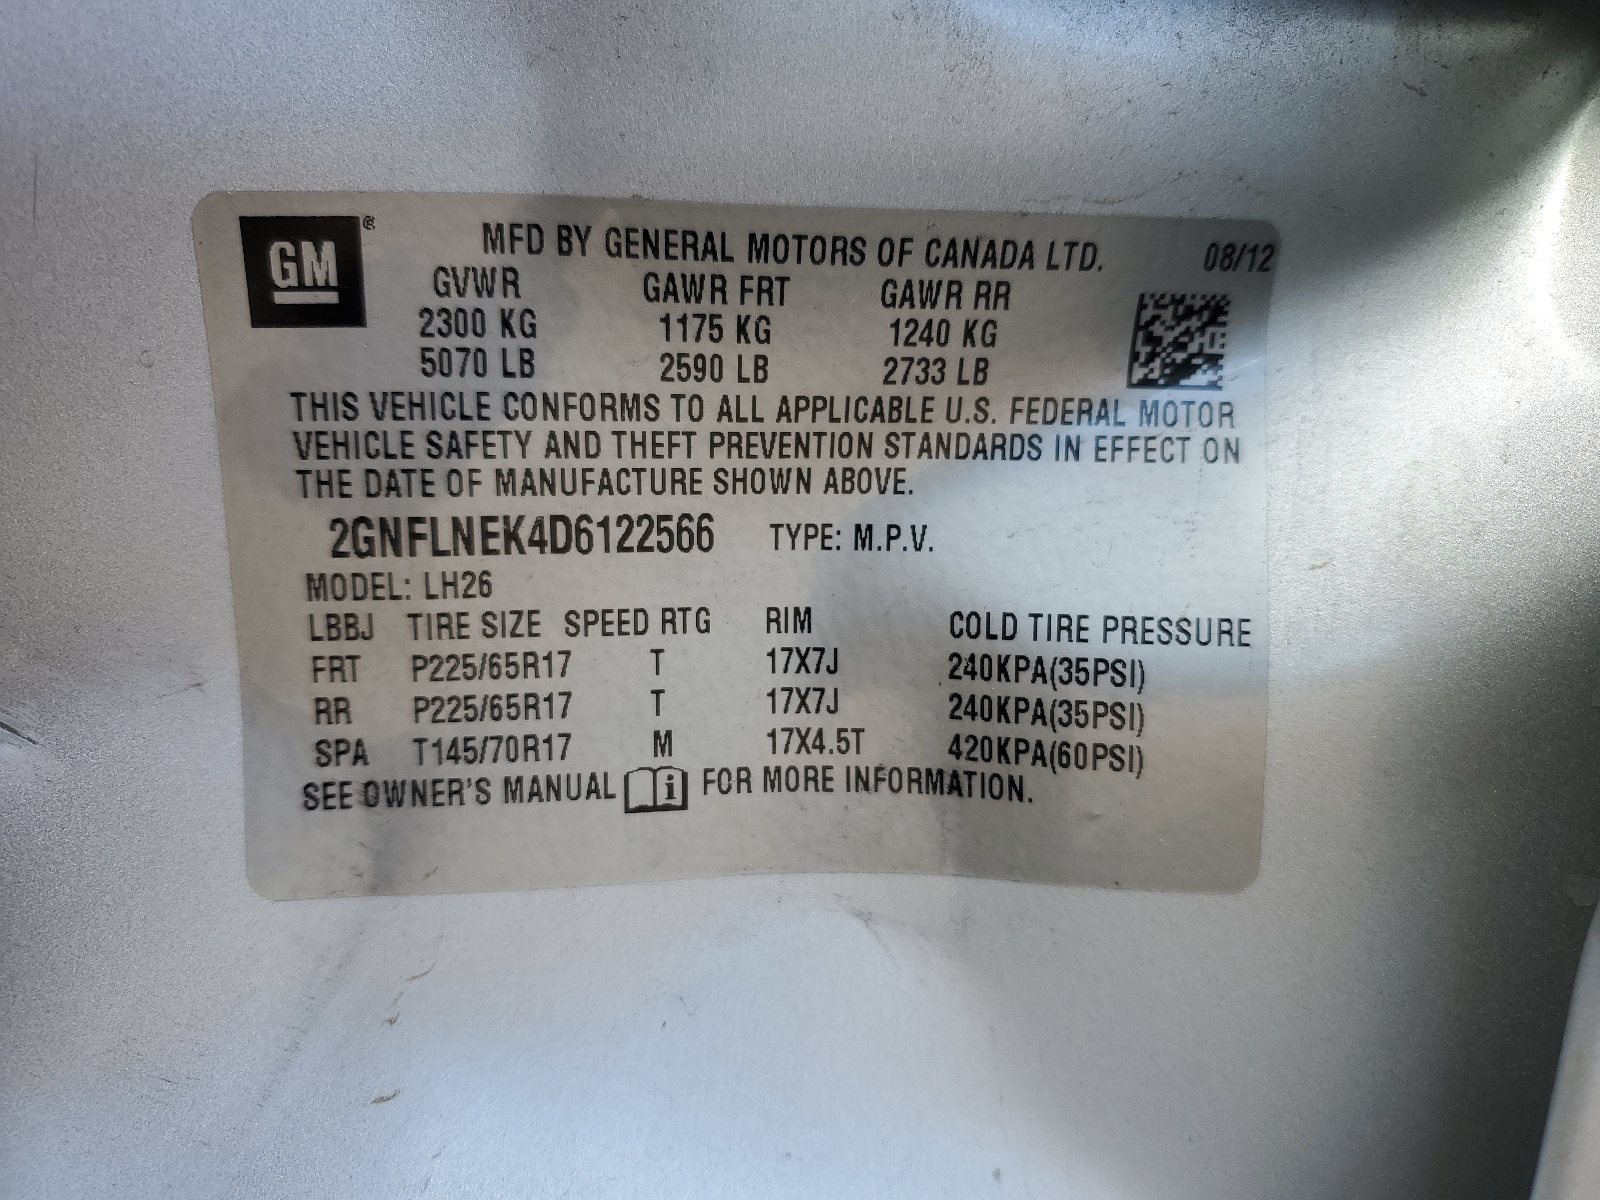 GM ®
MFD BY GENERAL MOTORS OF CANADA LTD. 08/12
GVWR GAWR FRT GAWR RR
2300 KG 1175 KG 1240 KG
5070 LB 2590 LB 2733 LB
THIS VEHICLE CONFORMS TO ALL APPLICABLE U.S. FEDERAL MOTOR
VEHICLE SAFETY AND THEFT PREVENTION STANDARDS IN EFFECT ON
THE DATE OF MANUFACTURE SHOWN ABOVE.
2GNFLNEK4D6122566 TYPE: M.P.V.
MODEL: LH26
LBBJ TIRE SIZE SPEED RTG RIM COLD TIRE PRESSURE
FRT P225/65R17 T 17X7J 240KPA(35PSI)
RR P225/65R17 T 17X7J 240KPA(35PSI)
SPA T145/70R17 M 17X4.5T 420KPA(60PSI)
SEE OWNER'S MANUAL i FOR MORE INFORMATION.